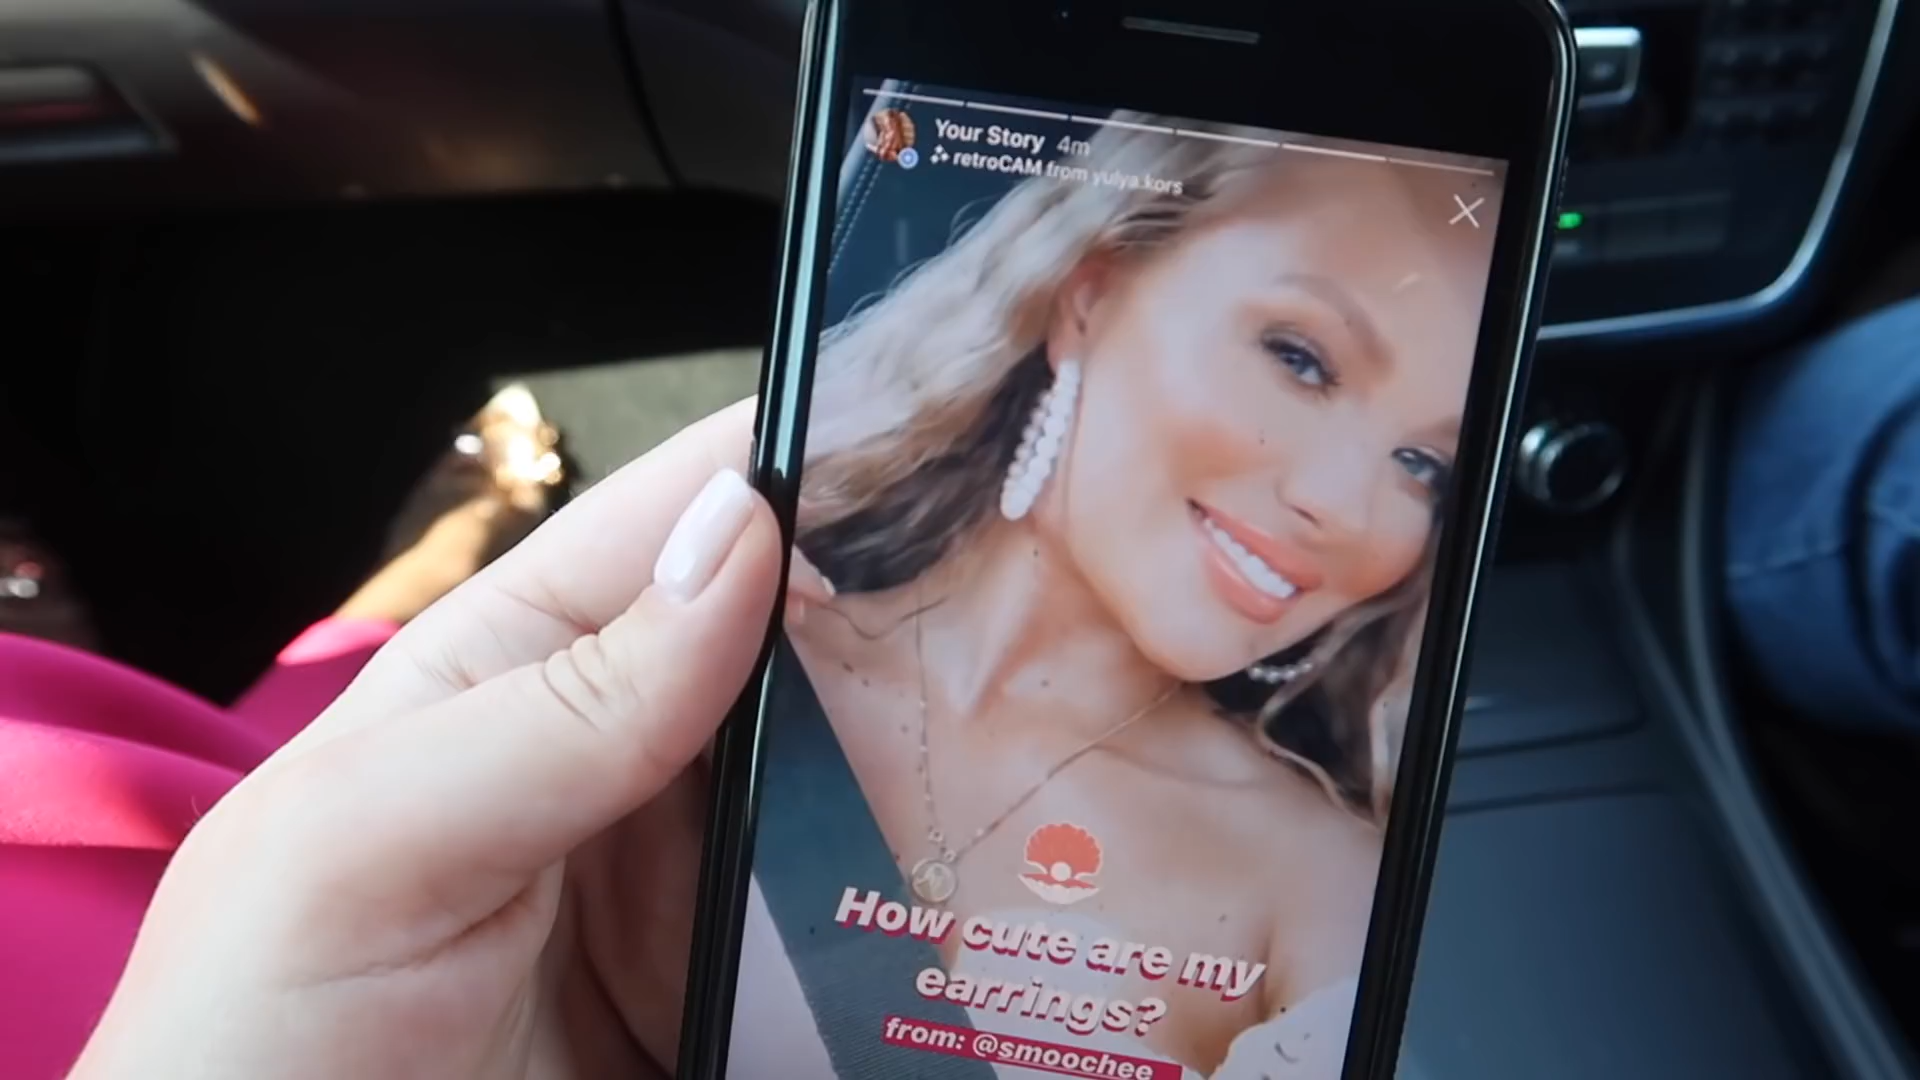 Your Story 4m
retroCAM from yulya.kors
How cute are my
earrings?
from: @smoochee